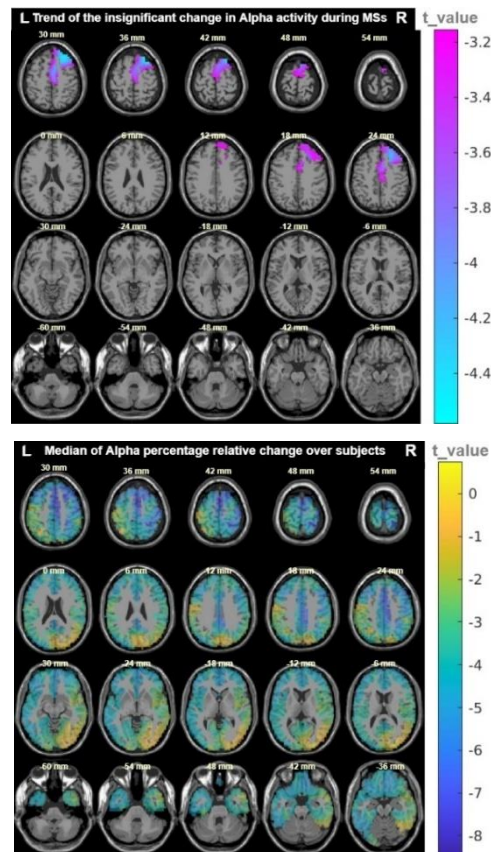 L Trend of the insignificant change in Alpha activity during MSs R
t_value
30 mm 36 mm 42 mm 48 mm 54 mm
0 mm 6 mm 12 mm 18 mm 24 mm
-30 mm -24 mm -18 mm -12 mm -6 mm
-60 mm -54 mm -48 mm -42 mm -36 mm
-3.2
-3.4
-3.6
-3.8
-4
-4.2
-4.4
L Median of Alpha percentage relative change over subjects R
t_value
30 mm 36 mm 42 mm 48 mm 54 mm
0 mm 6 mm 12 mm 18 mm 24 mm
-30 mm -24 mm -18 mm -12 mm -6 mm
-60 mm -54 mm -48 mm -42 mm -36 mm
0
-1
-2
-3
-4
-5
-6
-7
-8